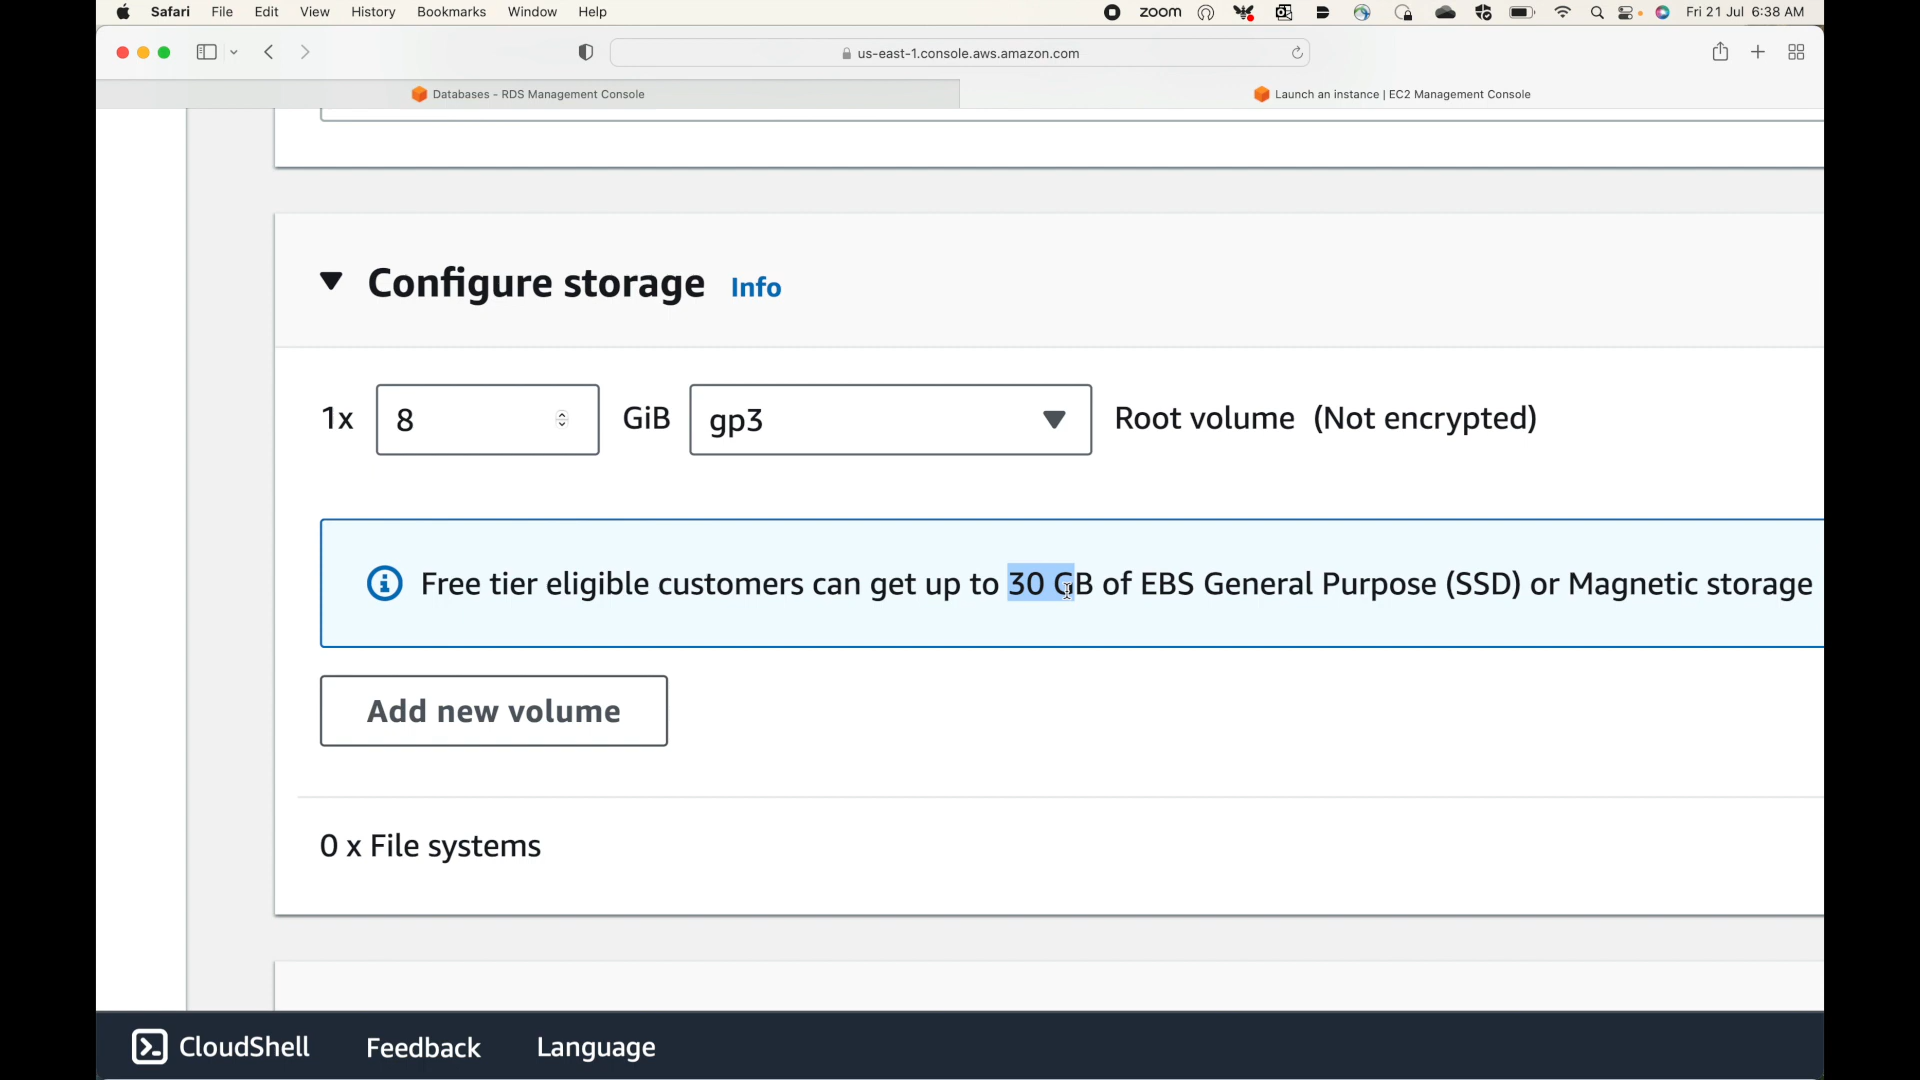 Safari File Edit View History Bookmarks Window Help zoom Fri 21 Jul 6:38 AM
us-east-1.console.aws.amazon.com
Databases - RDS Management Console Launch an instance | EC2 Management Console
Configure storage Info
1x 8 GiB gp3 Root volume (Not encrypted)
Free tier eligible customers can get up to 30 GB of EBS General Purpose (SSD) or Magnetic storage
Add new volume
0 x File systems
CloudShell Feedback Language